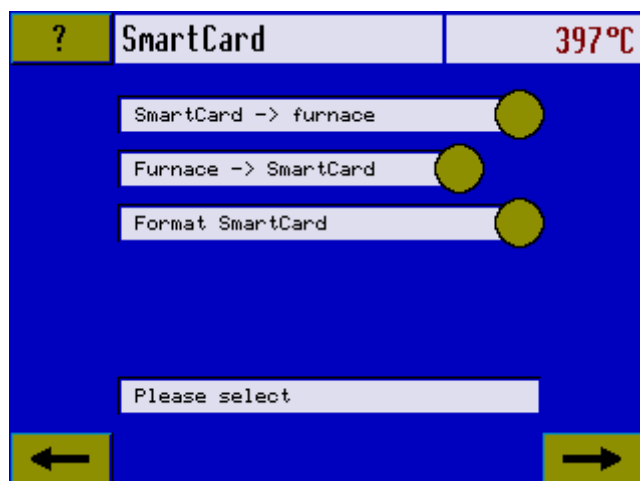 ?
SmartCard
397°C
SmartCard -> furnace
Furnace -> SmartCard
Format SmartCard
Please select